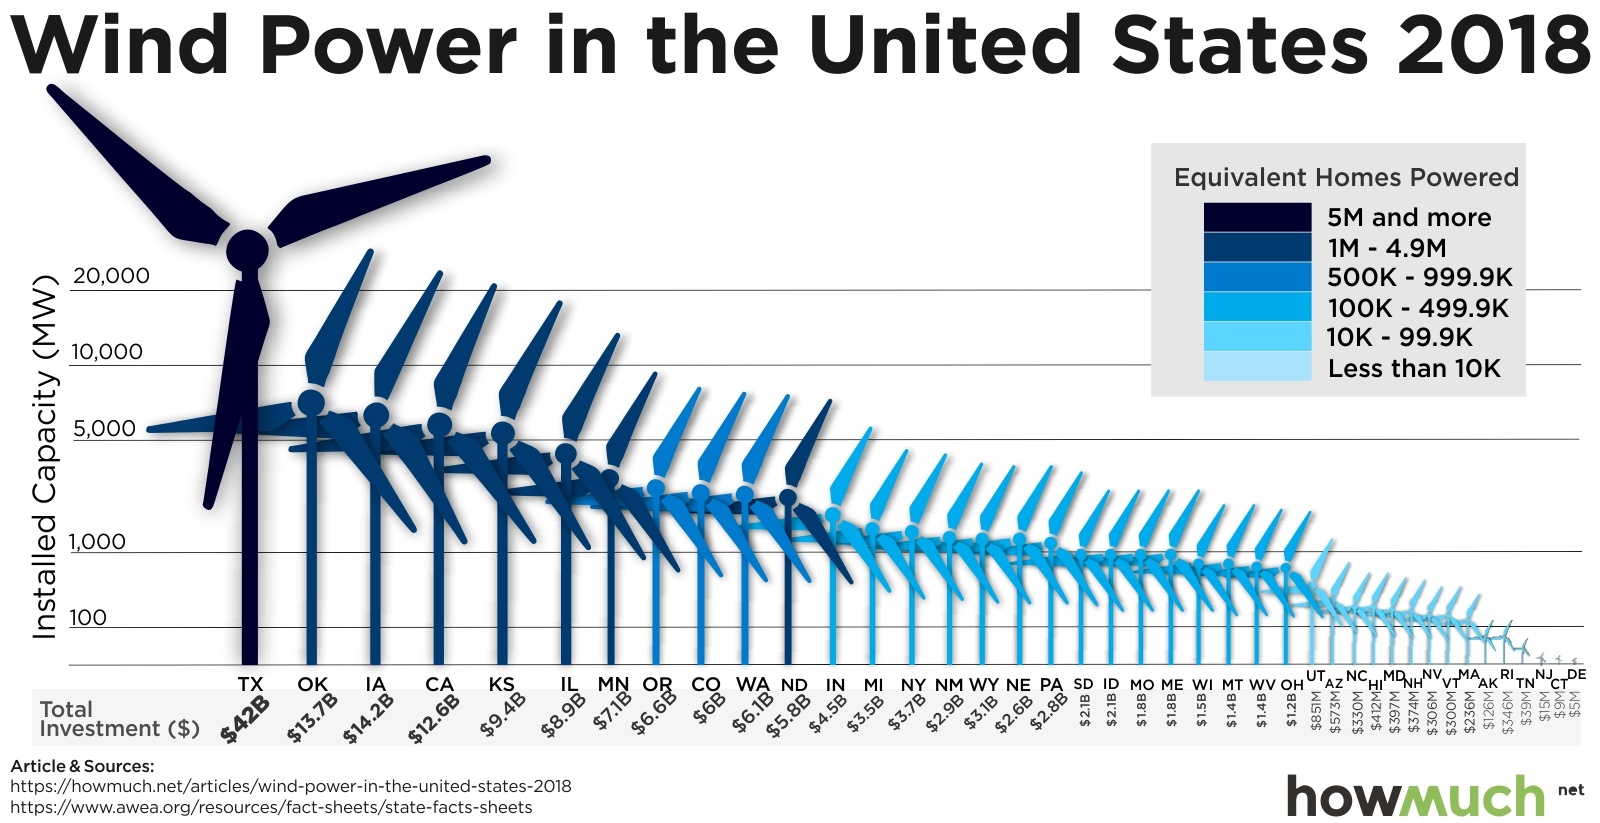 Wind Power in the United States 2018
Equivalent Homes Powered
5M and more
1M - 4.9M
500K - 999.9K
100K - 499.9K
10K - 99.9K
Less than 10K
Installed Capacity (MW)
20,000
10,000
5,000
1,000
100
TX OK IA CA KS IL MN OR CO WA ND IN MI NY NM WY NE PA SD ID MO ME WI MT WV OH UT AZ NC HI MD NH NV VT MA AK RI TN NJ CT DE
Total
Investment ($)
$42B $13.7B $14.2B $12.6B $9.4B $8.9B $7.1B $6.6B $6B $6.1B $5.8B $4.5B $3.5B $3.7B $2.9B $3.1B $2.6B $2.8B $2.1B $2.1B $1.8B $1.8B $1.5B $1.4B $1.4B $1.2B $851M $573M $330M $412M $397M $374M $306M $300M $236M $126M $346M $39M $15M $9M $5M
Article & Sources:
https://howmuch.net/articles/wind-power-in-the-united-states-2018
https://www.awea.org/resources/fact-sheets/state-facts-sheets
howmuch net